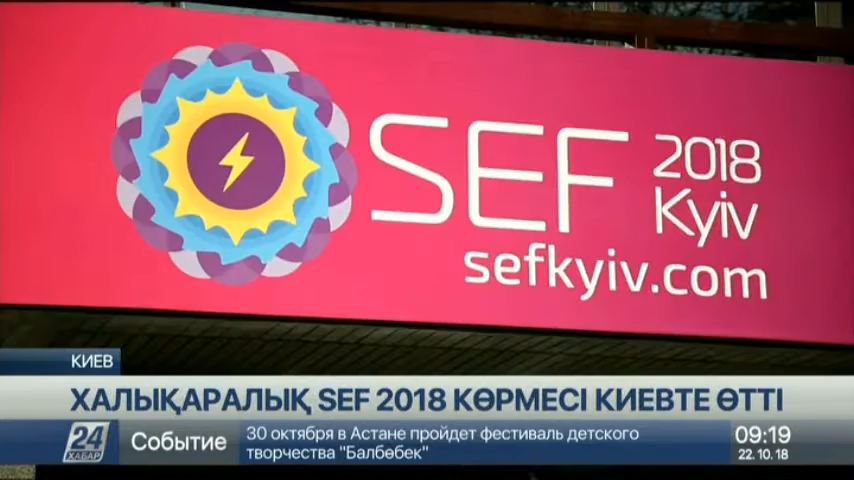 SEF
2018
Kyiv
sefkyiv.com
КИЕВ
ХАЛЫҚАРАЛЫҚ SEF 2018 КӨРМЕСІ КИЕВТЕ ӨТТІ
24
ХАБАР
Событие
30 октября в Астане пройдет фестиваль детского
творчества "Балбөбек"
09:19
22.10.18